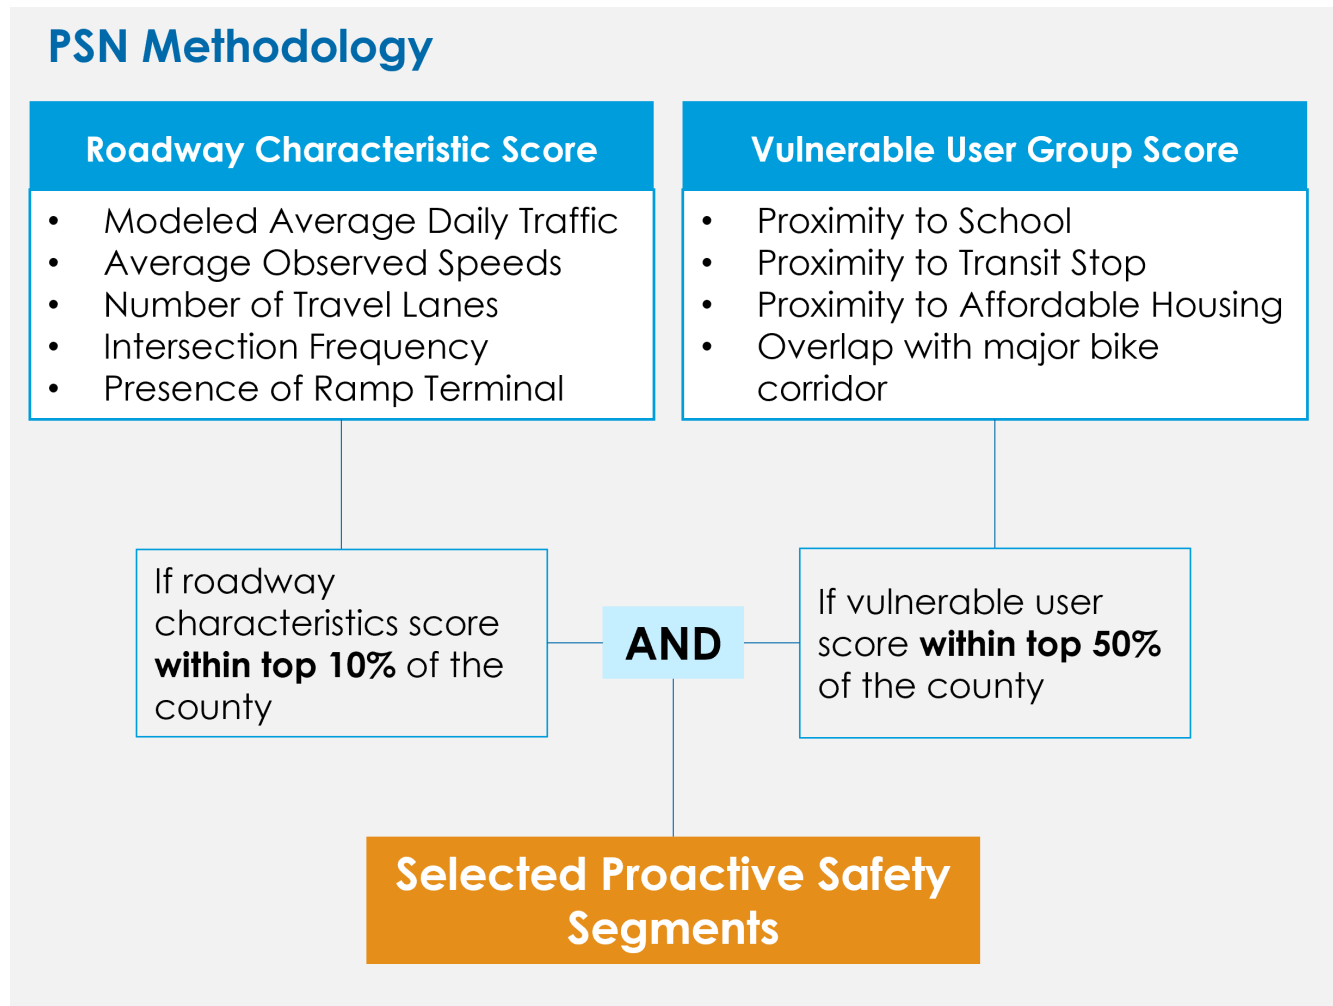 PSN Methodology
Roadway Characteristic Score
• Modeled Average Daily Traffic
• Average Observed Speeds
• Number of Travel Lanes
• Intersection Frequency
• Presence of Ramp Terminal
Vulnerable User Group Score
• Proximity to School
• Proximity to Transit Stop
• Proximity to Affordable Housing
• Overlap with major bike
corridor
If roadway
characteristics score
within top 10% of the
county
AND
If vulnerable user
score within top 50%
of the county
Selected Proactive Safety
Segments